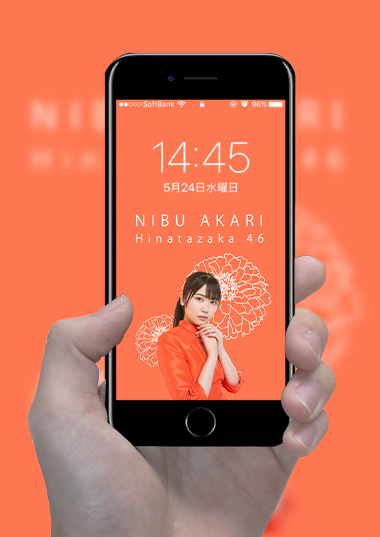 SoftBank 96%
14:45
5月24日水曜日
NIBU AKARI
Hinatazaka 46